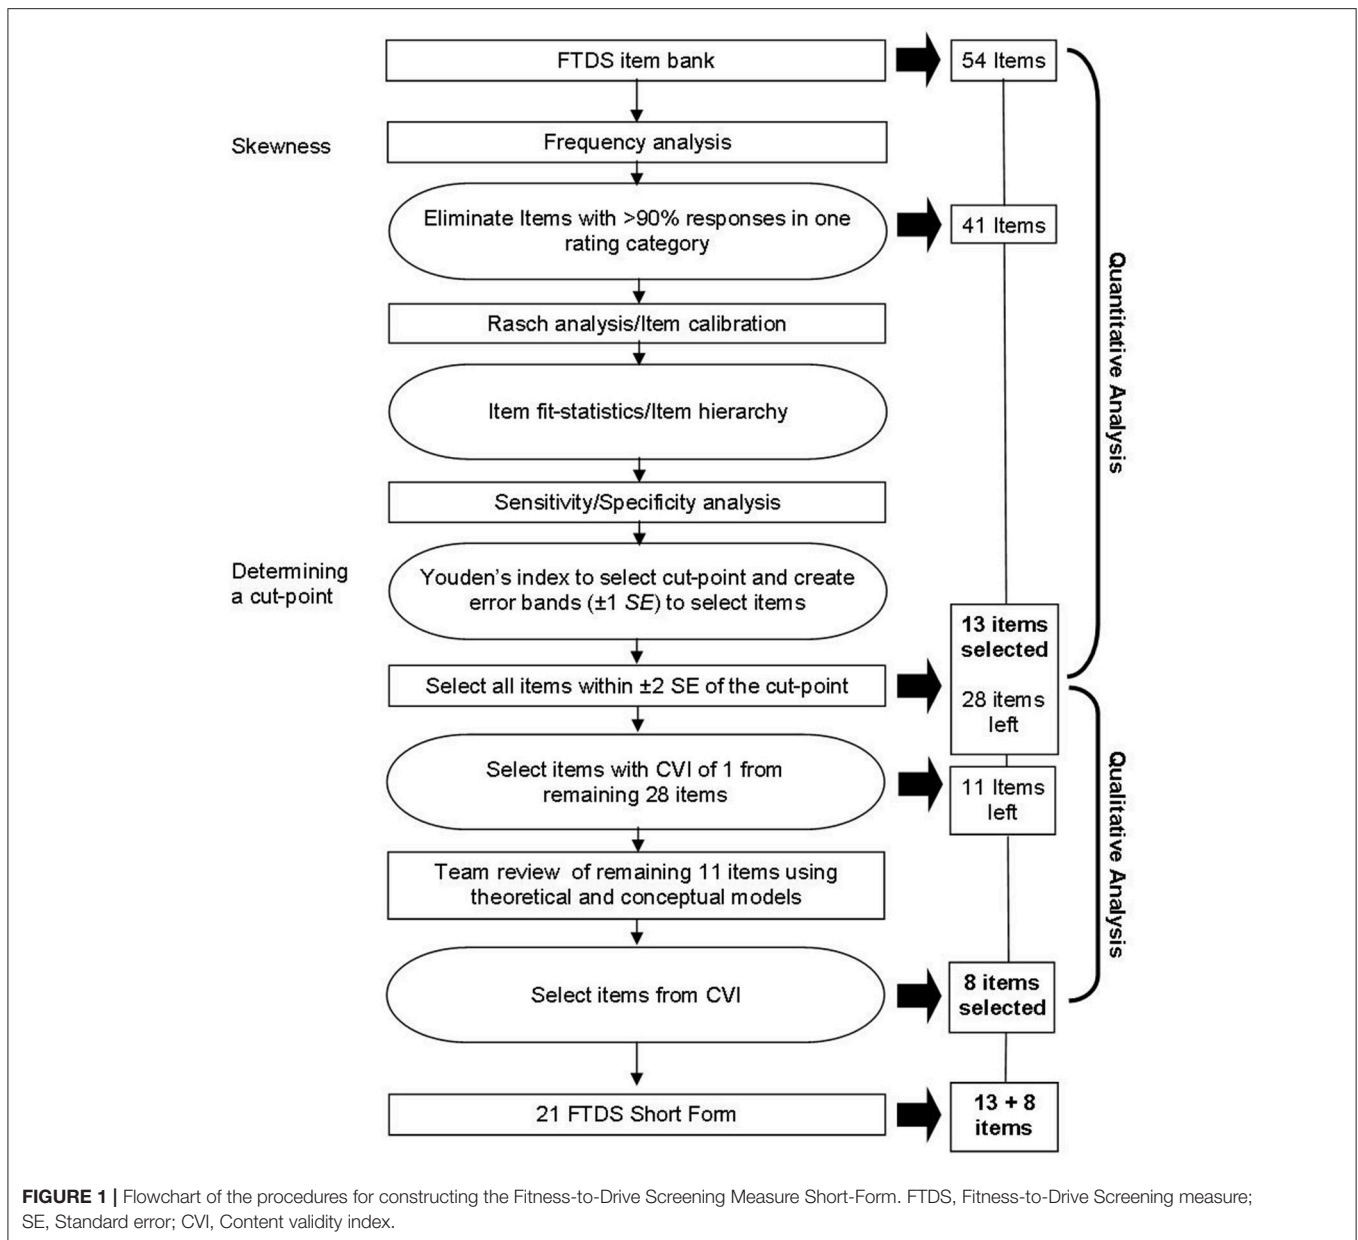 FTDS item bank
54 Items
Skewness
Frequency analysis
Eliminate Items with >90% responses in one
rating category
41 Items
Rasch analysis/Item calibration
Item fit-statistics/Item hierarchy
Sensitivity/Specificity analysis
Quantitative Analysis
Determining
a cut-point
Youden's index to select cut-point and create
error bands (±1 SE) to select items
Select all items within ±2 SE of the cut-point
13 items
selected
28 items
left
Select items with CVI of 1 from
remaining 28 items
11 Items
left
Team review of remaining 11 items using
theoretical and conceptual models
Qualitative Analysis
Select items from CVI
8 items
selected
21 FTDS Short Form
13 + 8
items
FIGURE 1 | Flowchart of the procedures for constructing the Fitness-to-Drive Screening Measure Short-Form. FTDS, Fitness-to-Drive Screening measure;
SE, Standard error; CVI, Content validity index.